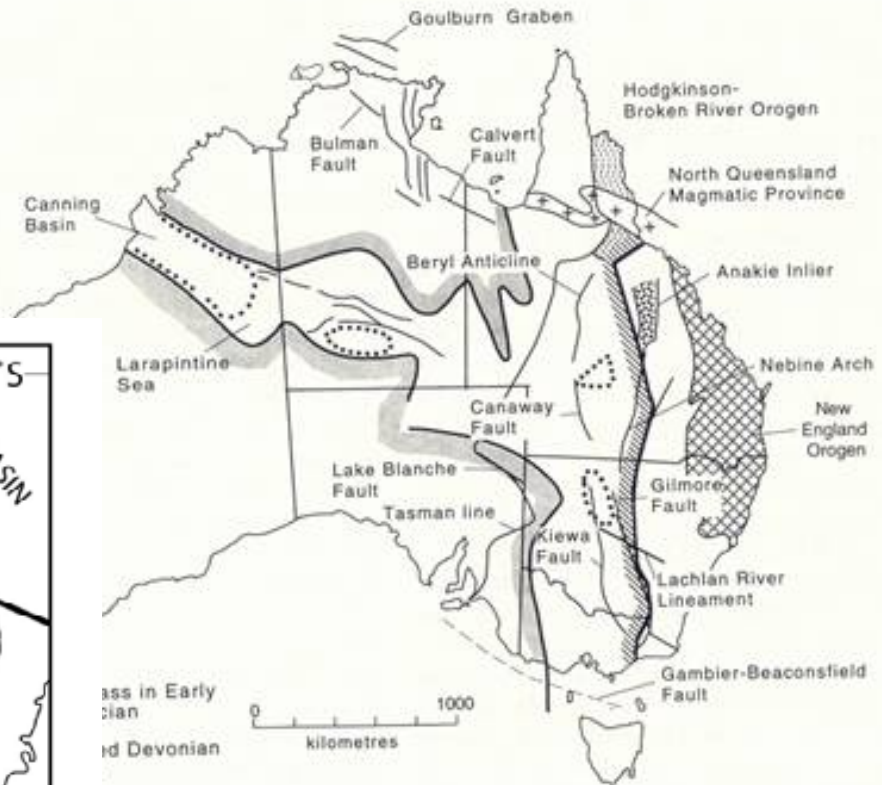 Goulburn Graben
Hodgkinson-
Broken River Orogen
Bulman
Fault
Calvert
Fault
North Queensland
Magmatic Province
Canning
Basin
Beryl Anticline
Anakie Inlier
Larapintine
Sea
Nebine Arch
Canaway
Fault
New
England
Orogen
Lake Blanche
Fault
Gilmore
Fault
Tasman line
Kiewa
Fault
Lachlan River
Lineament
Gambier-Beaconsfield
Fault
ass in Early
cian
ed Devonian
0
1000
kilometres
S
ASIN